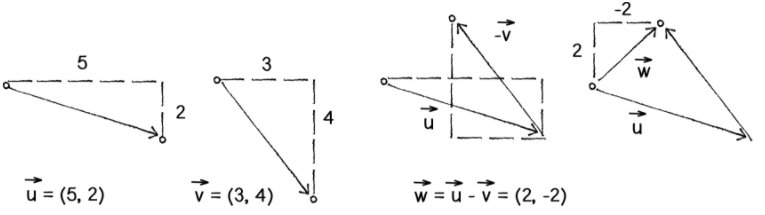 5
2
u = (5, 2)
3
4
v = (3, 4)
-v
u
w = u - v = (2, -2)
-2
2
w
u